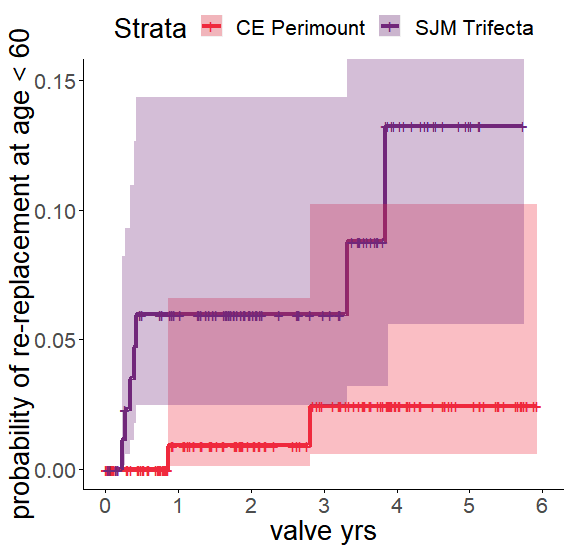 Strata CE Perimount SJM Trifecta
probability of re-replacement at age < 60
0.15
0.10
0.05
0.00
0 1 2 3 4 5 6
valve yrs